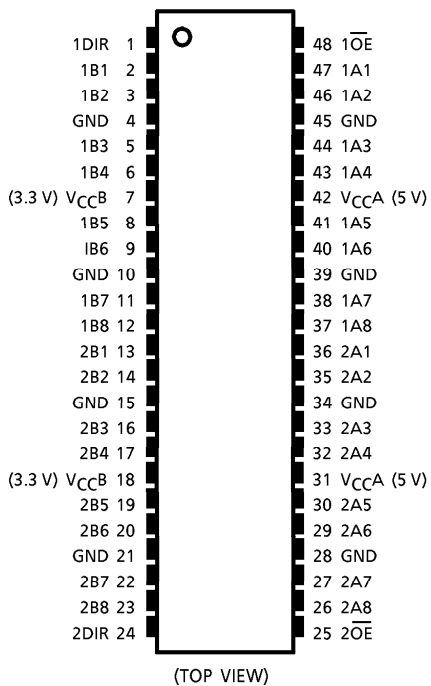 1DIR 1 48 1O̅E̅
1B1 2 47 1A1
1B2 3 46 1A2
GND 4 45 GND
1B3 5 44 1A3
1B4 6 43 1A4
(3.3 V) VCCB 7 42 VCCA (5 V)
1B5 8 41 1A5
IB6 9 40 1A6
GND 10 39 GND
1B7 11 38 1A7
1B8 12 37 1A8
2B1 13 36 2A1
2B2 14 35 2A2
GND 15 34 GND
2B3 16 33 2A3
2B4 17 32 2A4
(3.3 V) VCCB 18 31 VCCA (5 V)
2B5 19 30 2A5
2B6 20 29 2A6
GND 21 28 GND
2B7 22 27 2A7
2B8 23 26 2A8
2DIR 24 25 2O̅E̅
(TOP VIEW)